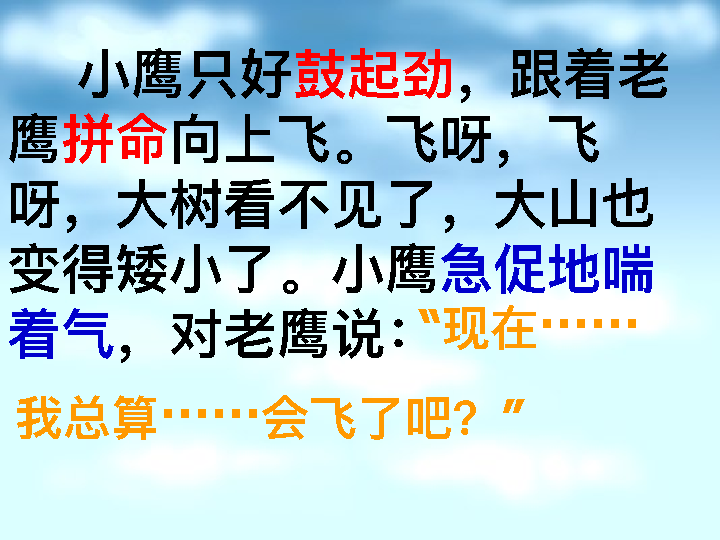 小鹰只好鼓起劲，跟着老
鹰拼命向上飞。飞呀，飞
呀，大树看不见了，大山也
变得矮小了。小鹰急促地喘
着气，对老鹰说：“现在……
我总算……会飞了吧？”